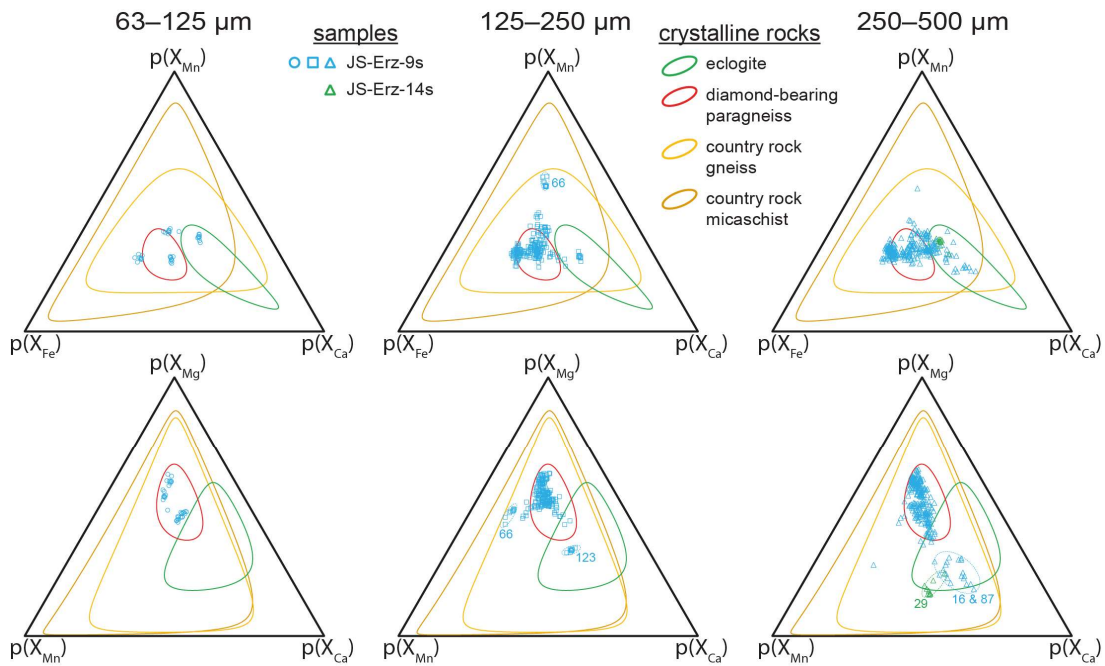 63–125 µm
125–250 µm
250–500 µm
samples
JS-Erz-9s
JS-Erz-14s
crystalline rocks
eclogite
diamond-bearing
paragneiss
country rock
gneiss
country rock
micaschist
p(XMn)
p(XFe)
p(XCa)
p(XMn)
66
p(XFe)
p(XCa)
p(XMn)
p(XFe)
p(XCa)
p(XMg)
p(XMn)
p(XCa)
p(XMg)
66
123
p(XMn)
p(XCa)
p(XMg)
29
16 & 87
p(XMn)
p(XCa)